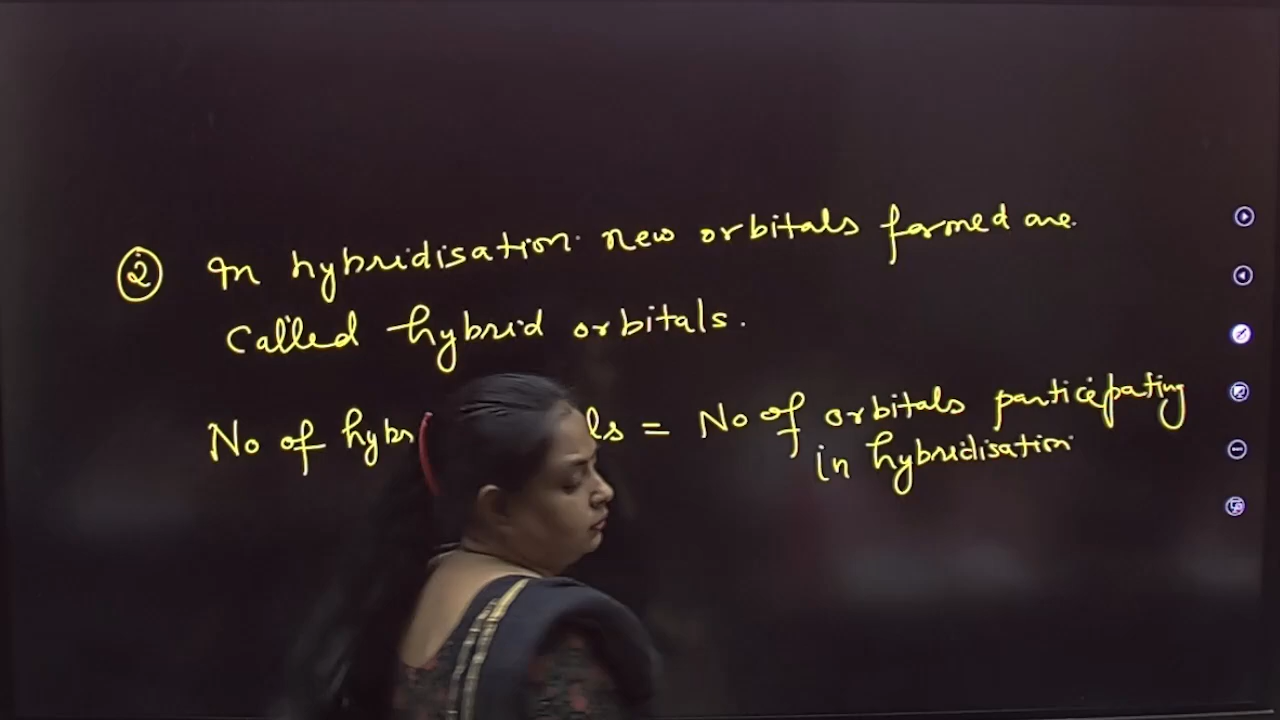 ② In hybridisation new orbitals formed are
called hybrid orbitals.
No of hybr ls = No of orbitals participating
in hybridisation